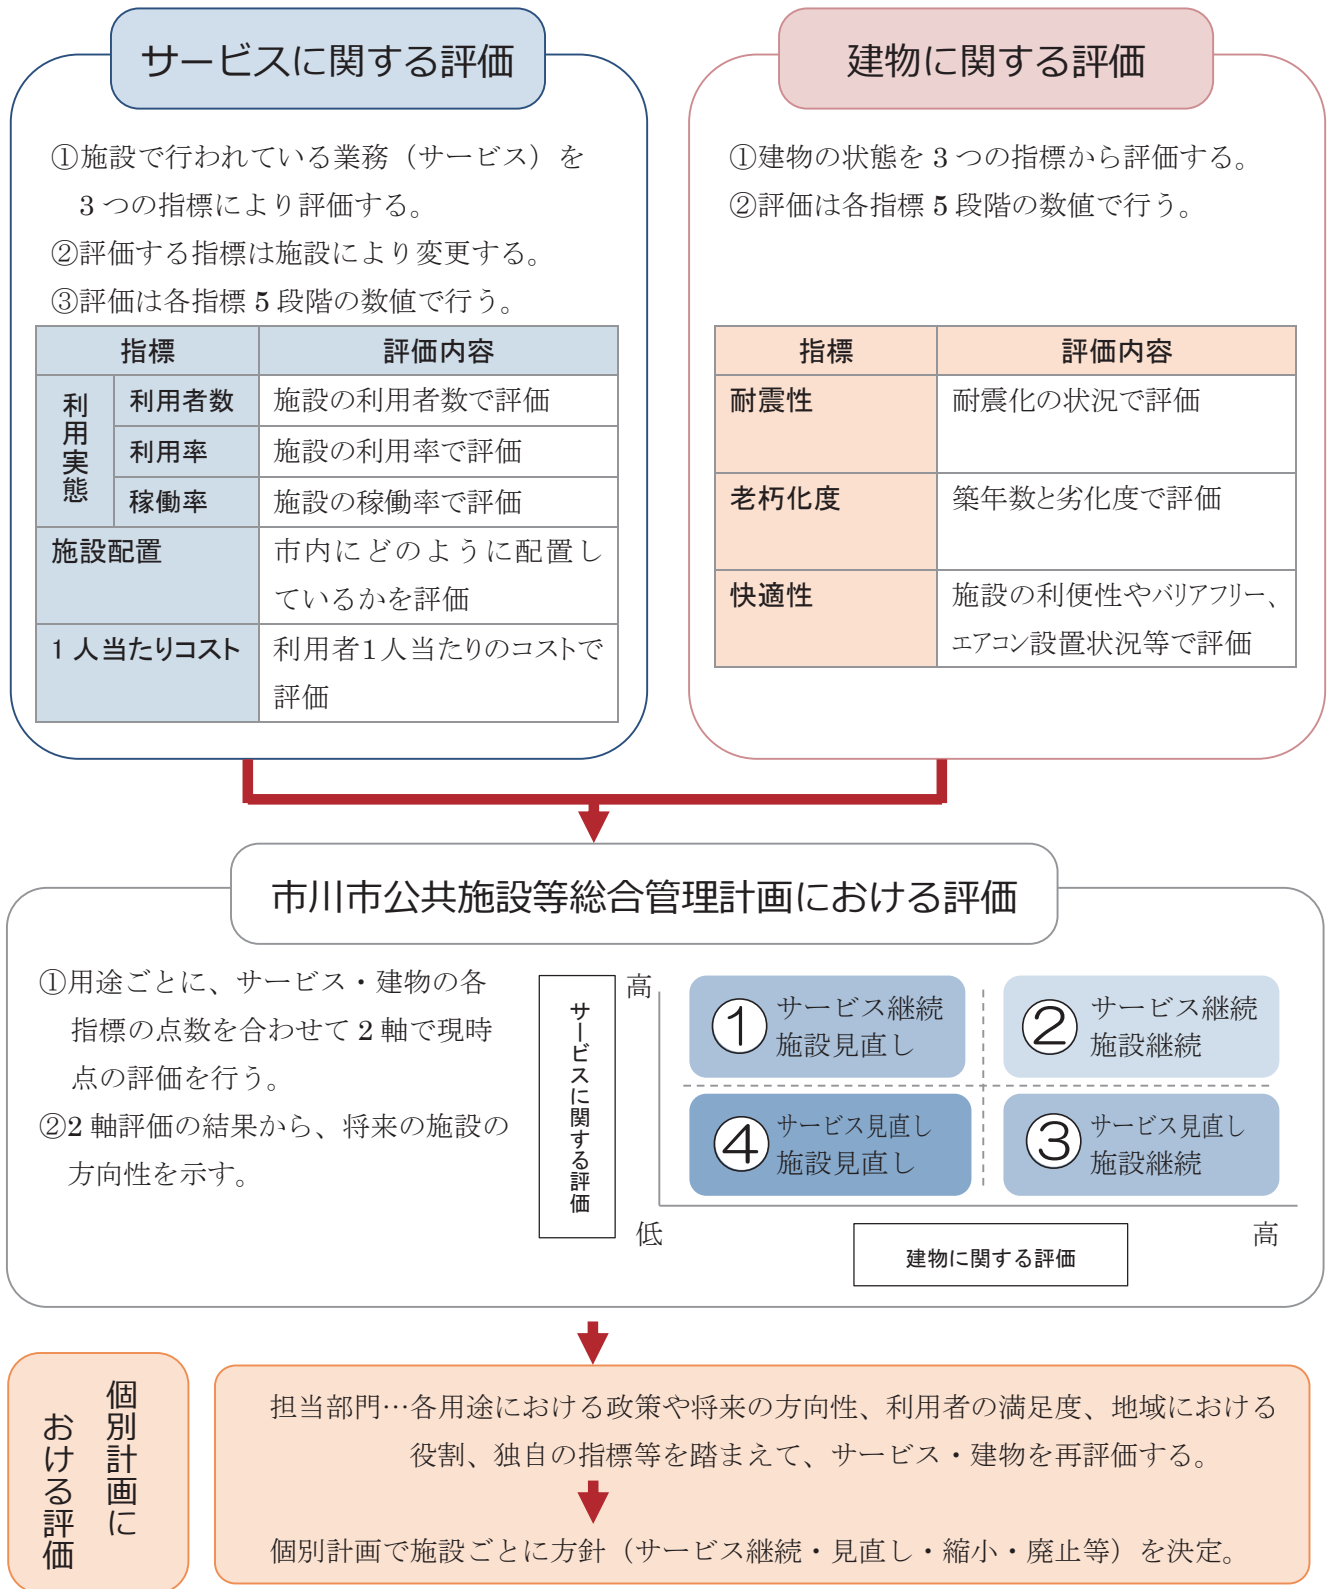 サービスに関する評価
①施設で行われている業務（サービス）を
3つの指標により評価する。
②評価する指標は施設により変更する。
③評価は各指標5段階の数値で行う。
指標 評価内容
利用実態
利用者数 施設の利用者数で評価
利用率 施設の利用率で評価
稼働率 施設の稼働率で評価
施設配置 市内にどのように配置し
ているかを評価
1人当たりコスト 利用者1人当たりのコストで
評価
建物に関する評価
①建物の状態を3つの指標から評価する。
②評価は各指標5段階の数値で行う。
指標 評価内容
耐震性 耐震化の状況で評価
老朽化度 築年数と劣化度で評価
快適性 施設の利便性やバリアフリー、
エアコン設置状況等で評価
市川市公共施設等総合管理計画における評価
①用途ごとに、サービス・建物の各
指標の点数を合わせて2軸で現時
点の評価を行う。
②2軸評価の結果から、将来の施設の
方向性を示す。
サービスに関する評価
高
① サービス継続
施設見直し
② サービス継続
施設継続
④ サービス見直し
施設見直し
③ サービス見直し
施設継続
低
建物に関する評価
高
個別計画に
おける評価
担当部門…各用途における政策や将来の方向性、利用者の満足度、地域における
役割、独自の指標等を踏まえて、サービス・建物を再評価する。
個別計画で施設ごとに方針（サービス継続・見直し・縮小・廃止等）を決定。